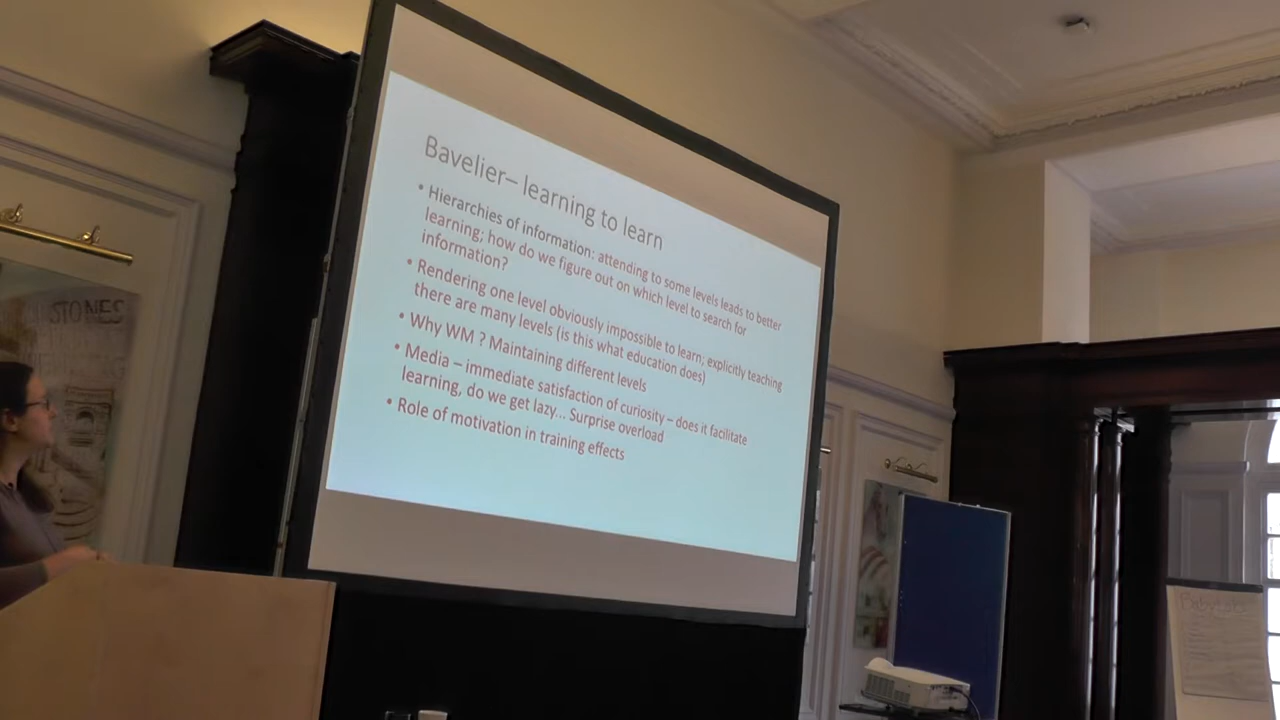 Bavelier– learning to learn
• Hierarchies of information: attending to some levels leads to better
learning; how do we figure out on which level to search for
information?
• Rendering one level obviously impossible to learn; explicitly teaching
there are many levels (is this what education does)
• Why WM ? Maintaining different levels
• Media – immediate satisfaction of curiosity – does it facilitate
learning, do we get lazy... Surprise overload
• Role of motivation in training effects
STONES